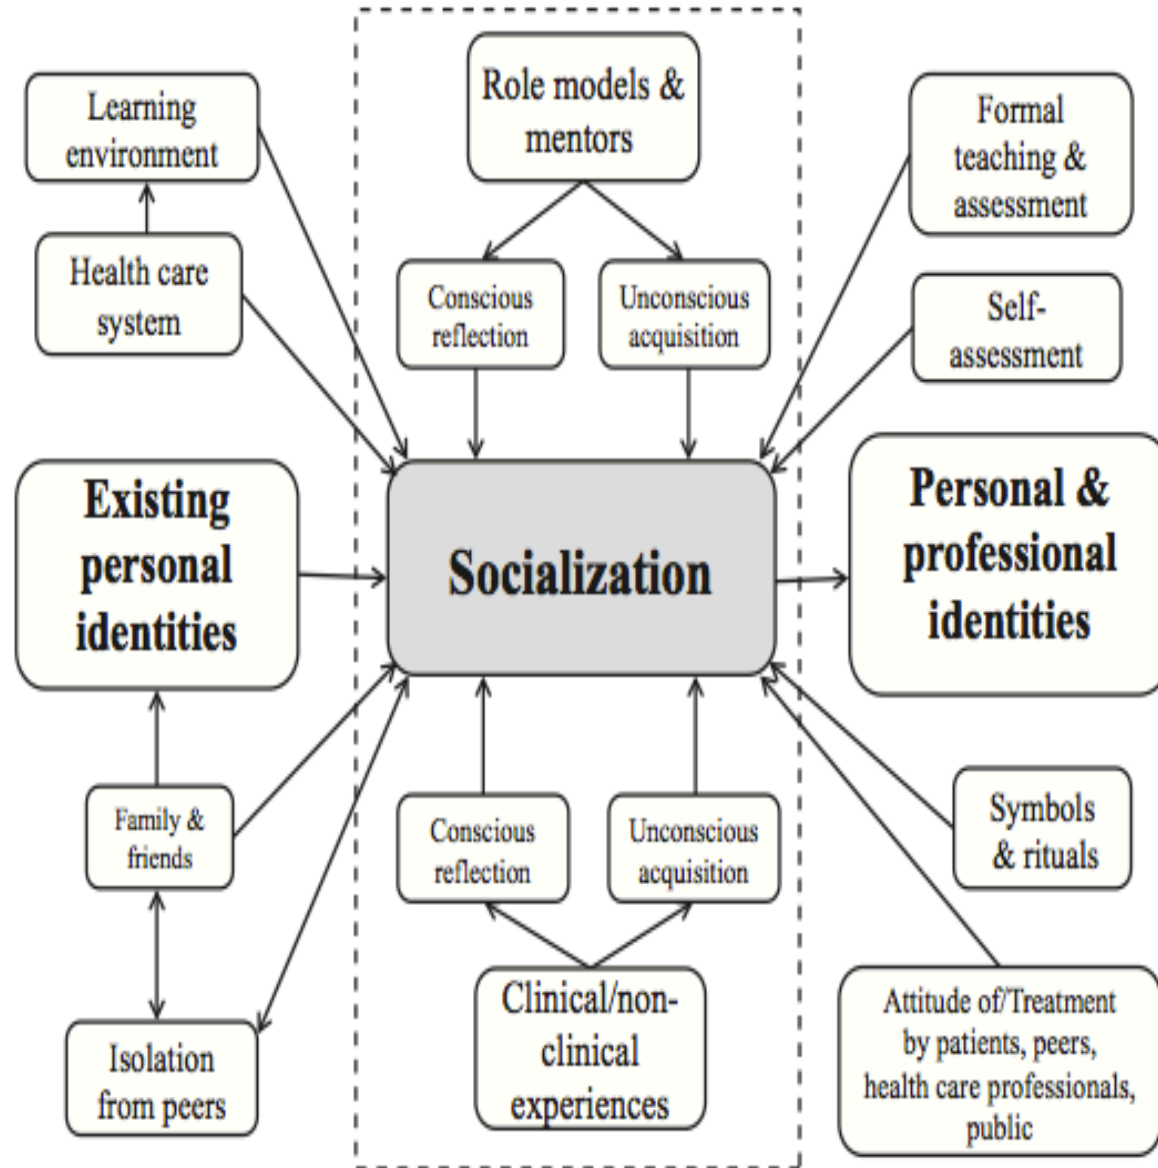 Role models &
mentors
Learning
environment
Formal
teaching &
assessment
Health care
system
Conscious
reflection
Unconscious
acquisition
Self-
assessment
Existing
personal
identities
Socialization
Personal &
professional
identities
Family &
friends
Conscious
reflection
Unconscious
acquisition
Symbols
& rituals
Isolation
from peers
Clinical/non-
clinical
experiences
Attitude of/Treatment
by patients, peers,
health care professionals,
public